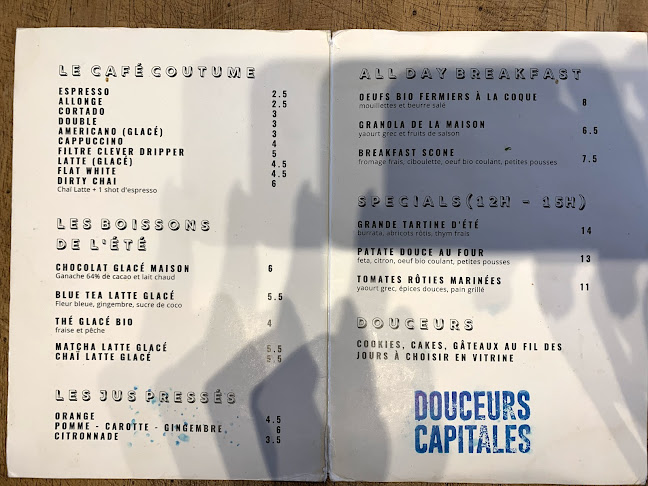 LE CAFÉ COUTUME
ESPRESSO 2.5
ALLONGE 2.5
CORTADO 3
DOUBLE 3
AMERICANO (GLACÉ) 3
CAPPUCCINO 4
FILTRE CLEVER DRIPPER 5
LATTE (GLACÉ) 4.5
FLAT WHITE 4.5
DIRTY CHAI 6
Chaï Latte + 1 shot d'espresso
LES BOISSONS
DE L'ÉTÉ
CHOCOLAT GLACÉ MAISON 6
Ganache 64% de cacao et lait chaud
BLUE TEA LATTE GLACÉ 5.5
Fleur bleue, gingembre, sucre de coco
THÉ GLACÉ BIO 4
fraise et pêche
MATCHA LATTE GLACÉ 5.5
CHAÏ LATTE GLACÉ 5.5
LES JUS PRESSÉS
ORANGE 4.5
POMME - CAROTTE - GINGEMBRE 6
CITRONNADE 3.5
ALL DAY BREAKFAST
OEUFS BIO FERMIERS À LA COQUE 8
mouillettes et beurre salé
GRANOLA DE LA MAISON 6.5
yaourt grec et fruits de saison
BREAKFAST SCONE 7.5
fromage frais, ciboulette, oeuf bio coulant, petites pousses
SPECIALS (12H - 15H)
GRANDE TARTINE D'ÉTÉ 14
burrata, abricots rôtis, thym frais
PATATE DOUCE AU FOUR 13
feta, citron, oeuf bio coulant, petites pousses
TOMATES RÔTIES MARINÉES 11
yaourt grec, épices douces, pain grillé
DOUCEURS
COOKIES, CAKES, GÂTEAUX AU FIL DES
JOURS À CHOISIR EN VITRINE
DOUCEURS
CAPITALES